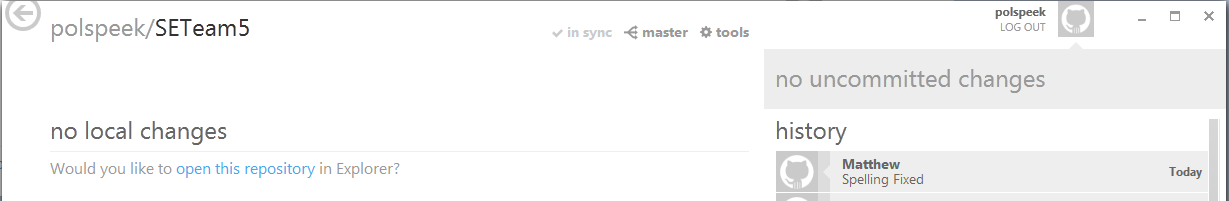 polspeek/SETeam5
in sync master tools
polspeek
LOG OUT
no uncommitted changes
no local changes
Would you like to open this repository in Explorer?
history
Matthew
Spelling Fixed
Today